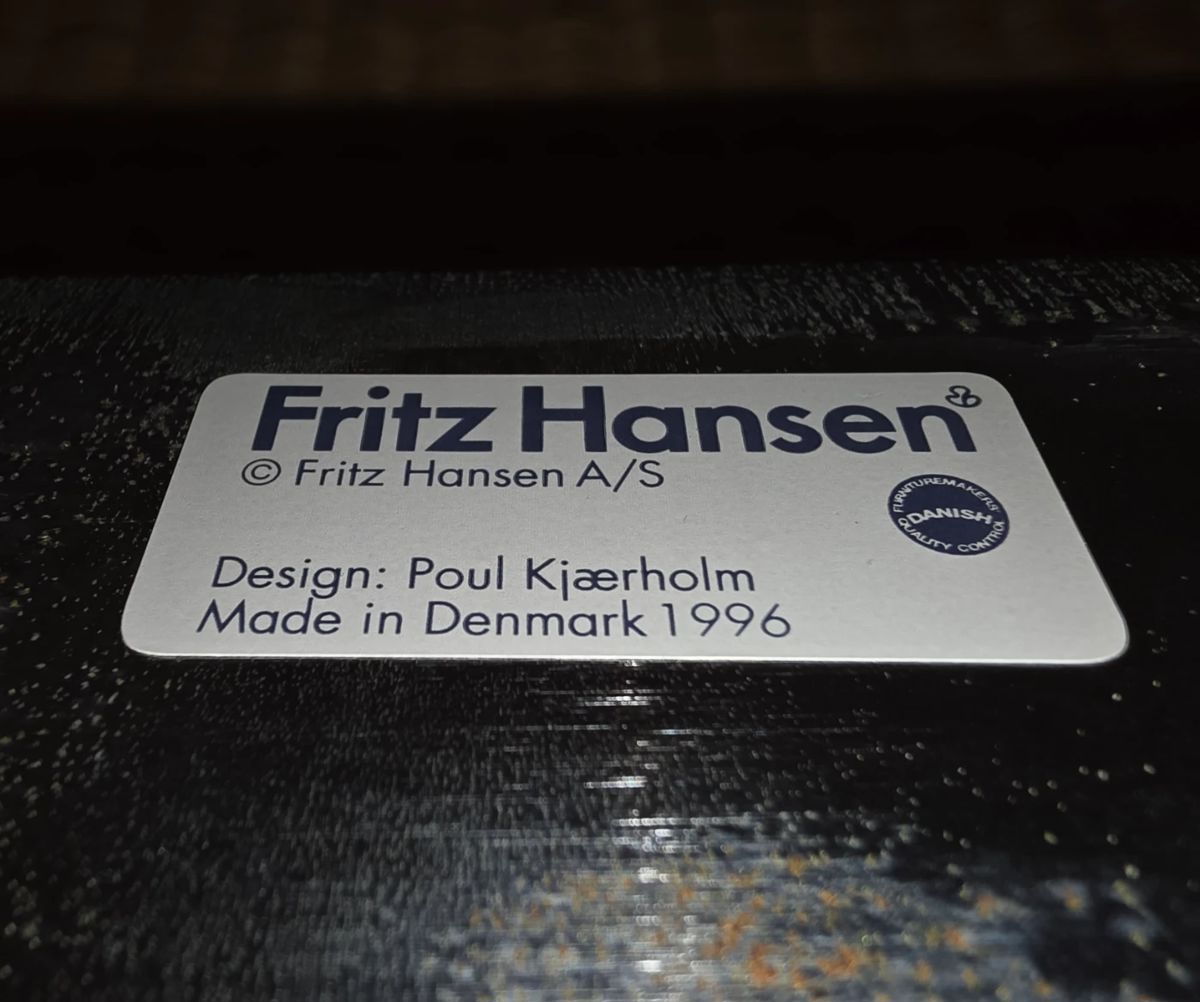 Fritz Hansen
© Fritz Hansen A/S
FURNITUREMAKERS'
DANISH
QUALITY CONTROL
Design: Poul Kjærholm
Made in Denmark 1996